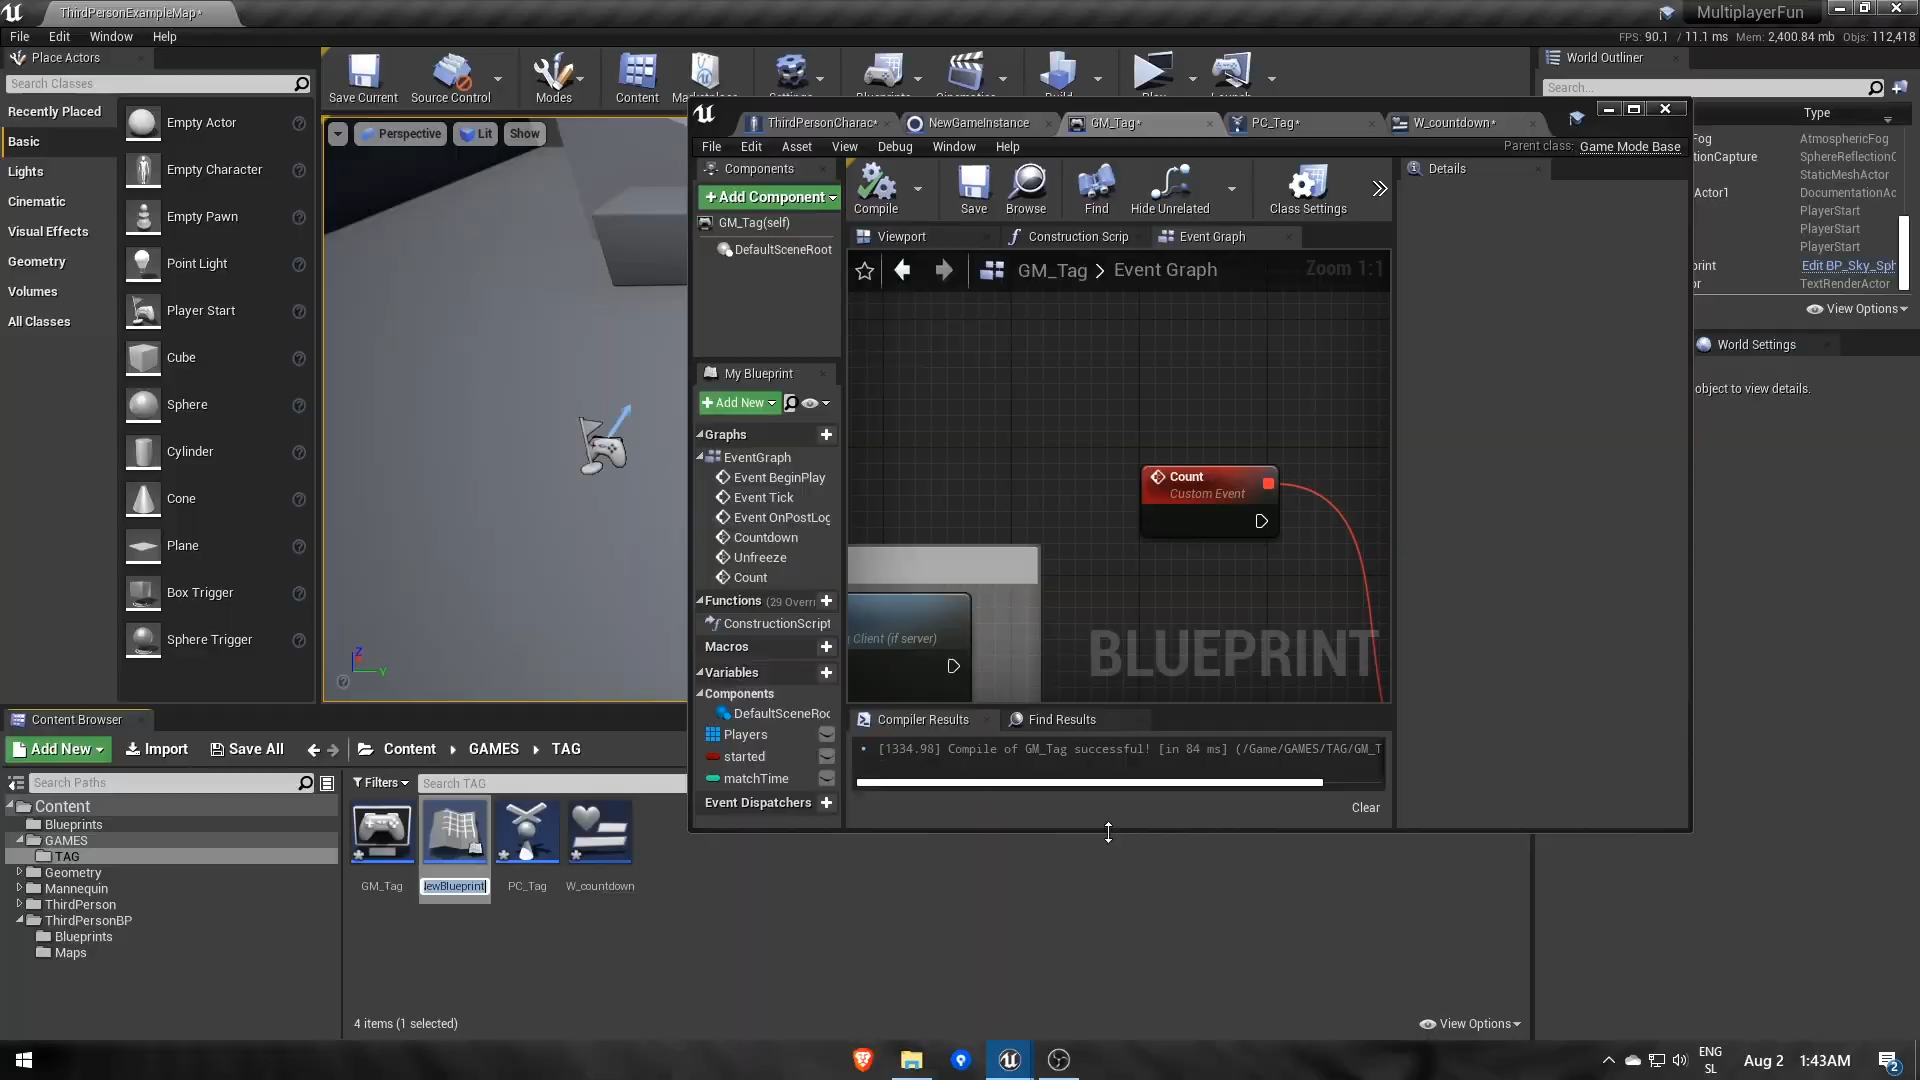 ThirdPersonExampleMap*
MultiplayerFun
File Edit Window Help
FPS: 90.1 / 11.1 ms Mem: 2,400.84 mb Objs: 112,418
Place Actors
Search Classes
Recently Placed
Basic
Lights
Cinematic
Visual Effects
Geometry
Volumes
All Classes
Empty Actor
Empty Character
Empty Pawn
Point Light
Player Start
Cube
Sphere
Cylinder
Cone
Plane
Box Trigger
Sphere Trigger
Save Current
Source Control
Modes
Content
Perspective
Lit
Show
Z
Y
World Outliner
Search...
Type
AtmosphericFog
StaticMeshActor
PlayerStart
PlayerStart
PlayerStart
Edit BP_Sky_Sph
TextRenderActor
View Options
World Settings
object to view details.
ThirdPersonCharac*
NewGameInstance
GM_Tag*
PC_Tag*
W_countdown*
File Edit Asset View Debug Window Help
Parent class: Game Mode Base
Components
+Add Component
GM_Tag(self)
DefaultSceneRoot
Compile
Save
Browse
Find
Hide Unrelated
Class Settings
Details
Viewport
Construction Scrip
Event Graph
GM_Tag > Event Graph
Zoom 1:1
My Blueprint
+Add New
Graphs
EventGraph
Event BeginPlay
Event Tick
Event OnPostLog
Countdown
Unfreeze
Count
Functions (29 Overri
ConstructionScript
Macros
Variables
Components
DefaultSceneRoo
Players
started
matchTime
Event Dispatchers
Count
Custom Event
Client (if server)
BLUEPRINT
Compiler Results
Find Results
[1334.98] Compile of GM_Tag successful! [in 84 ms] (/Game/GAMES/TAG/GM_T
Clear
Content Browser
Add New
Import
Save All
Content
GAMES
TAG
Search Paths
Filters
Search TAG
Content
Blueprints
GAMES
TAG
Geometry
Mannequin
ThirdPerson
ThirdPersonBP
Blueprints
Maps
GM_Tag
ewBlueprint
PC_Tag
W_countdown
4 items (1 selected)
View Options
ENG
SL
Aug 2
1:43AM
2